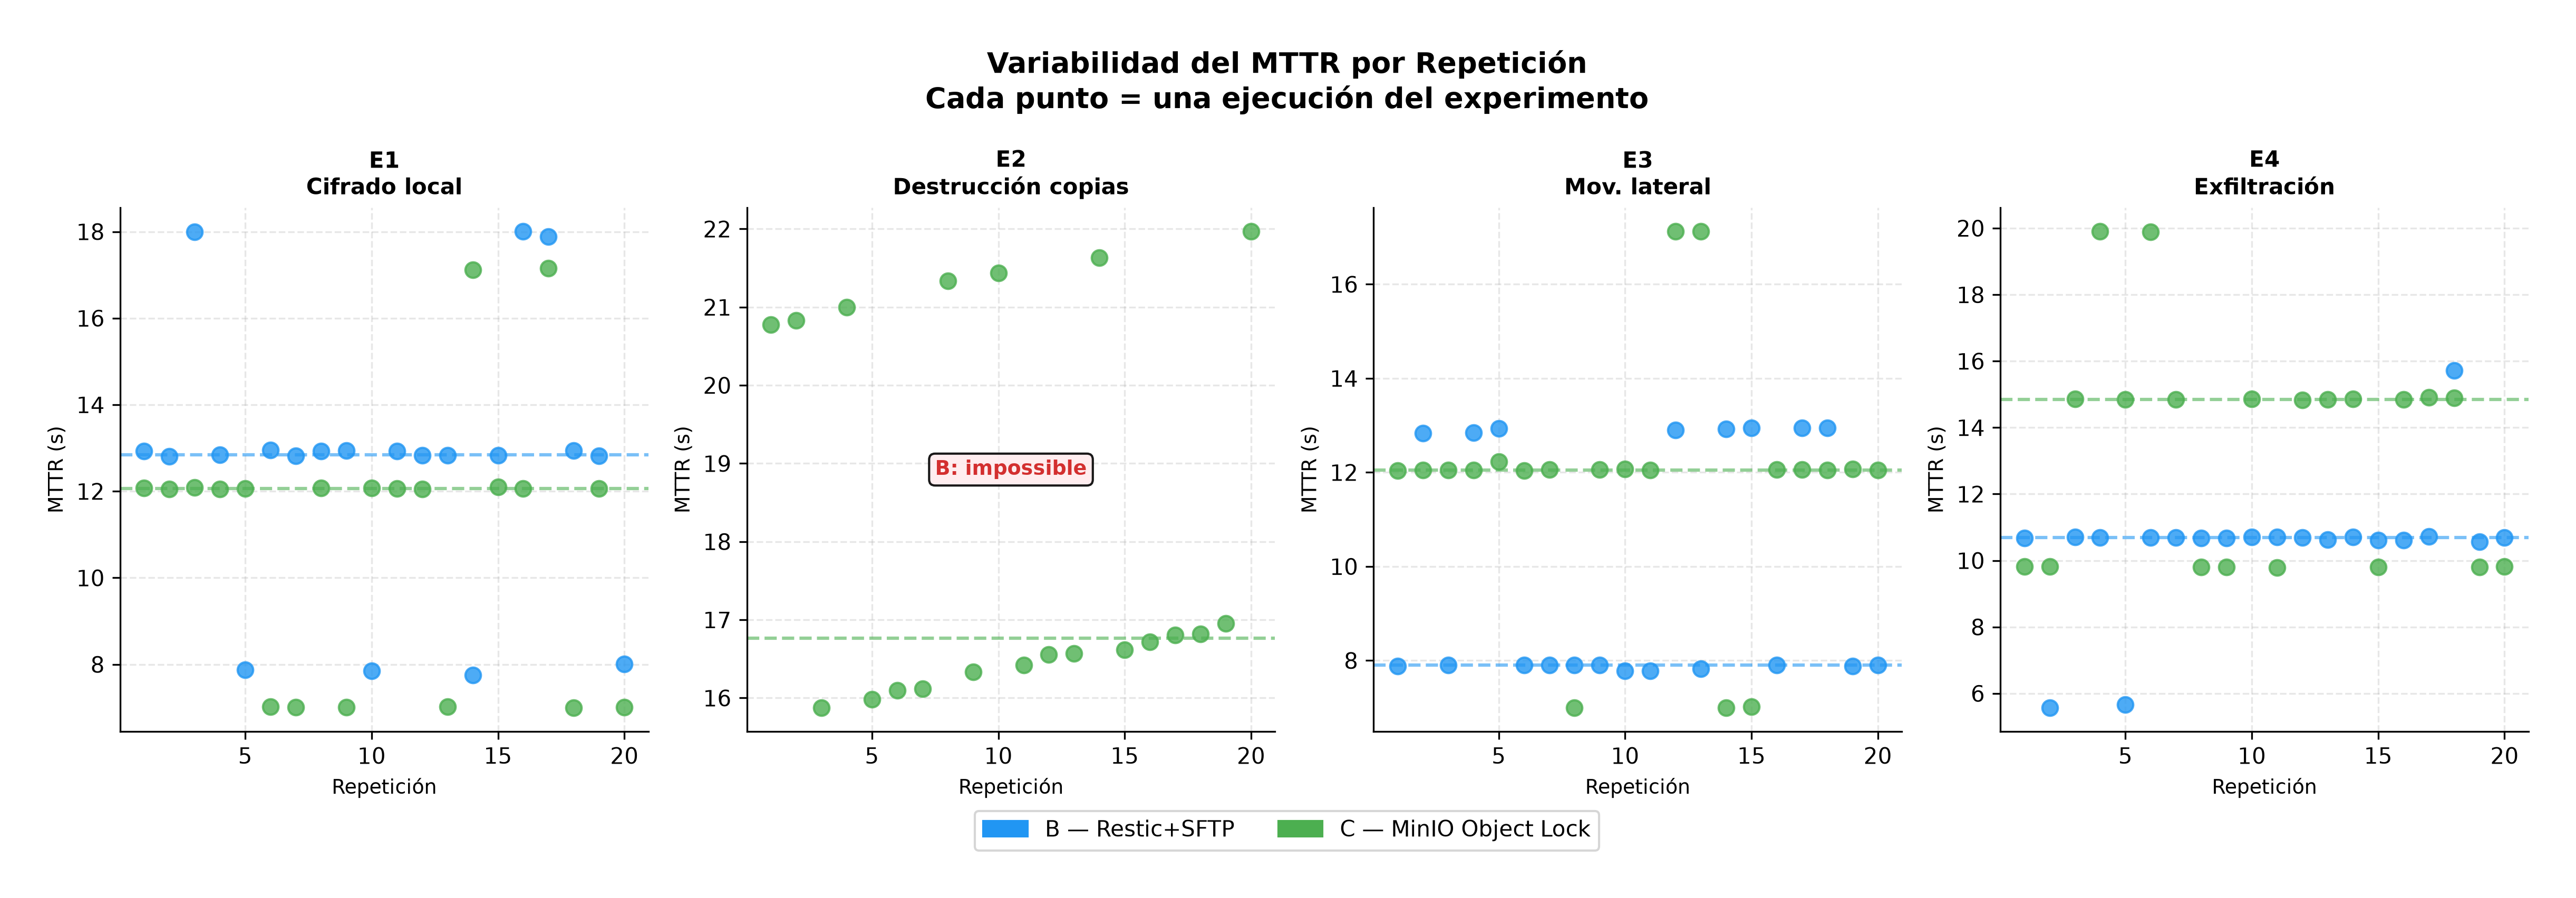 Variabilidad del MTTR por Repetición
Cada punto = una ejecución del experimento
E1
Cifrado local
MTTR (s)
18
16
14
12
10
8
5 10 15 20
Repetición
E2
Destrucción copias
MTTR (s)
22
21
20
19
18
17
16
B: impossible
5 10 15 20
Repetición
E3
Mov. lateral
MTTR (s)
16
14
12
10
8
5 10 15 20
Repetición
E4
Exfiltración
MTTR (s)
20
18
16
14
12
10
8
6
5 10 15 20
Repetición
B — Restic+SFTP
C — MinIO Object Lock